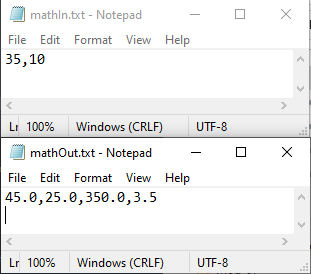 mathIn.txt - Notepad
File Edit Format View Help
35,10
100% Windows (CRLF) UTF-8
mathOut.txt - Notepad
File Edit Format View Help
45.0,25.0,350.0,3.5
100% Windows (CRLF) UTF-8